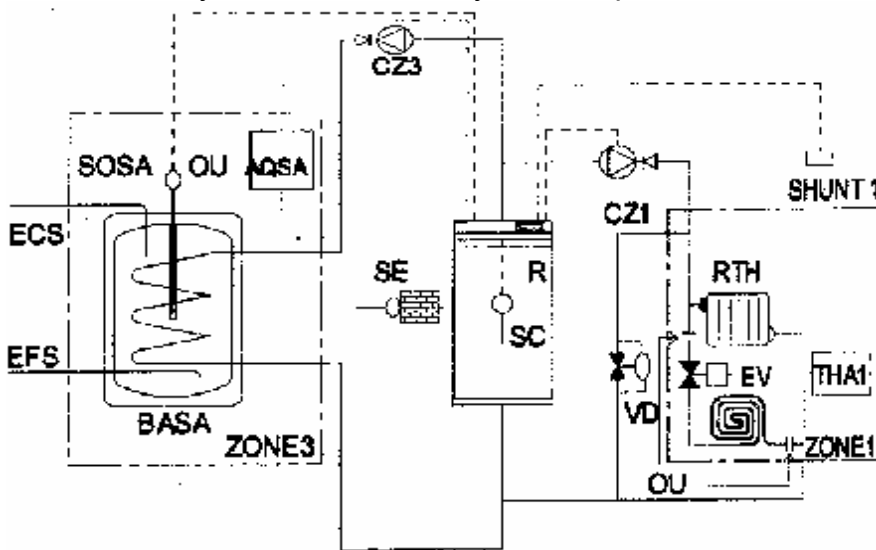 CZ3
SOSA OU AQSA
SHUNT 1
CZ1
ECS
SE R RTH
SC
EFS
EV THA1
BASA VD
ZONE3 ZONE1
OU